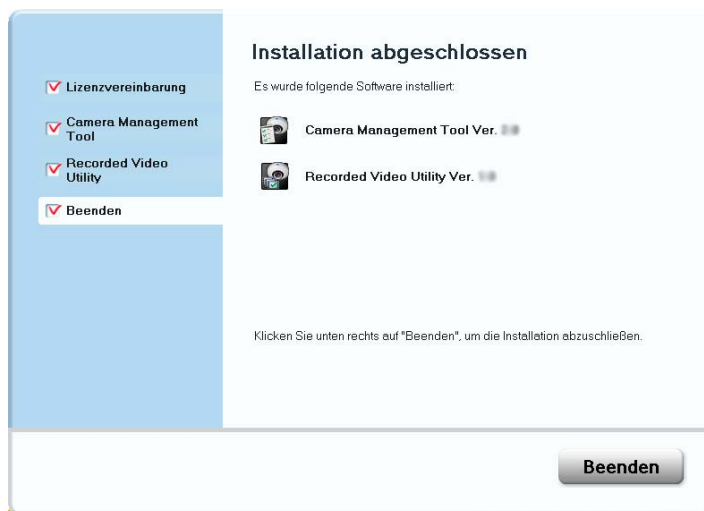 Lizenzvereinbarung
Camera Management
Tool
Recorded Video
Utility
Beenden
Installation abgeschlossen
Es wurde folgende Software installiert:
Camera Management Tool Ver.
Recorded Video Utility Ver.
Klicken Sie unten rechts auf "Beenden", um die Installation abzuschließen.
Beenden